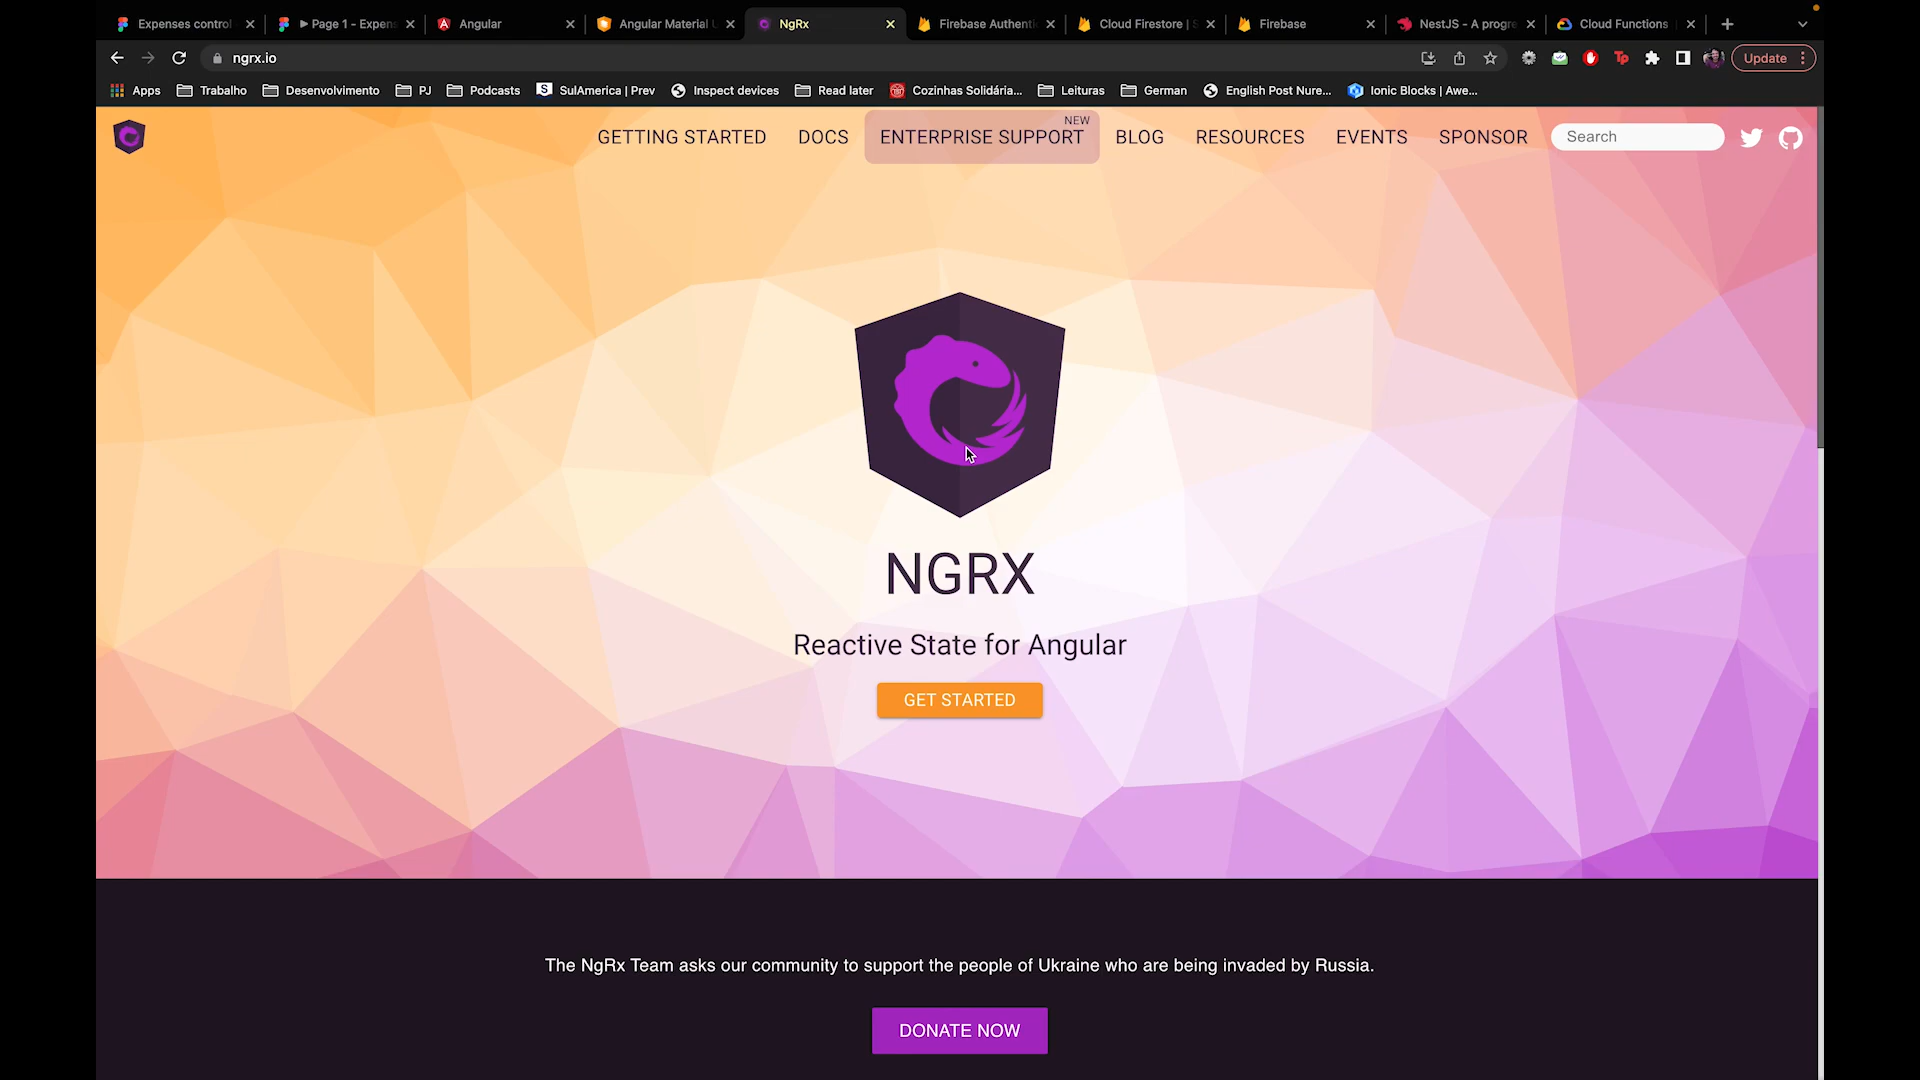 Expenses control
Page 1 - Expens
Angular
Angular Material U
NgRx
Firebase Authenti
Cloud Firestore | S
Firebase
NestJS - A progre
Cloud Functions
ngrx.io
Update
Apps
Trabalho
Desenvolvimento
PJ
Podcasts
SulAmerica | Prev
Inspect devices
Read later
Cozinhas Solidária...
Leituras
German
English Post Nure...
Ionic Blocks | Awe...
GETTING STARTED
DOCS
ENTERPRISE SUPPORT
NEW
BLOG
RESOURCES
EVENTS
SPONSOR
Search
NGRX
Reactive State for Angular
GET STARTED
The NgRx Team asks our community to support the people of Ukraine who are being invaded by Russia.
DONATE NOW